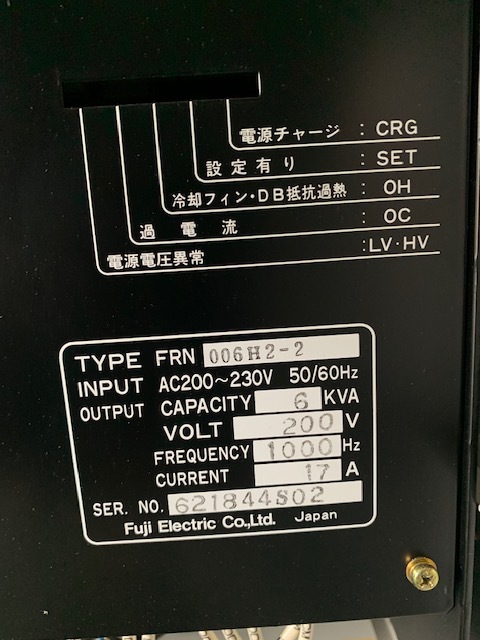 電源チャージ : CRG
設定有り : SET
冷却フィン・DB抵抗過熱 : OH
過電流 : OC
電源電圧異常 : LV・HV
TYPE FRN 006H2-2
INPUT AC200～230V 50/60Hz
OUTPUT CAPACITY 6 KVA
VOLT 200 V
FREQUENCY 1000 Hz
CURRENT 17 A
SER. NO. 621844S02
Fuji Electric Co.,Ltd. Japan